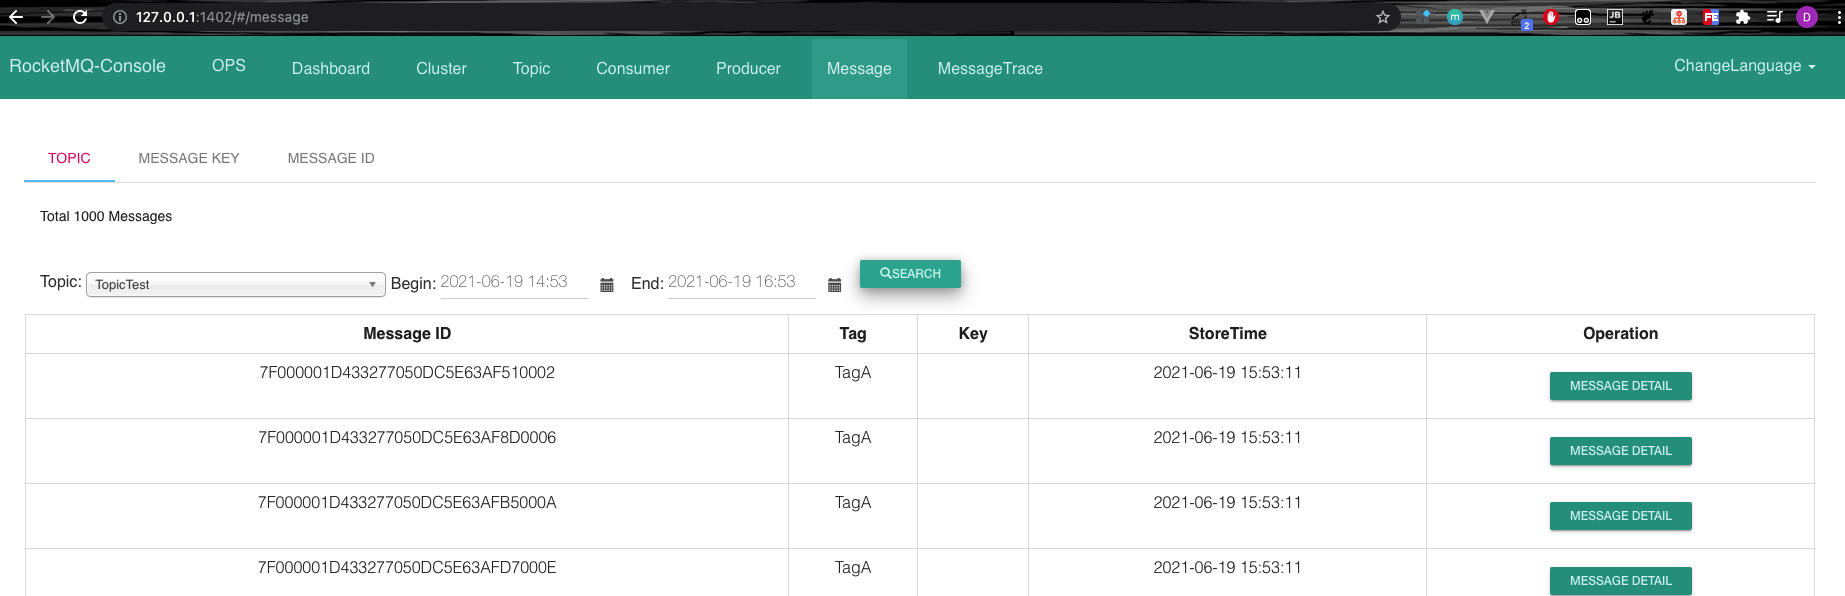 127.0.0.1:1402/#/message
m 2 JB FE D
RocketMQ-Console OPS Dashboard Cluster Topic Consumer Producer Message MessageTrace ChangeLanguage
TOPIC MESSAGE KEY MESSAGE ID
Total 1000 Messages
Topic: TopicTest Begin: 2021-06-19 14:53 End: 2021-06-19 16:53 SEARCH
Message ID Tag Key StoreTime Operation
7F000001D433277050DC5E63AF510002 TagA 2021-06-19 15:53:11 MESSAGE DETAIL
7F000001D433277050DC5E63AF8D0006 TagA 2021-06-19 15:53:11 MESSAGE DETAIL
7F000001D433277050DC5E63AFB5000A TagA 2021-06-19 15:53:11 MESSAGE DETAIL
7F000001D433277050DC5E63AFD7000E TagA 2021-06-19 15:53:11 MESSAGE DETAIL